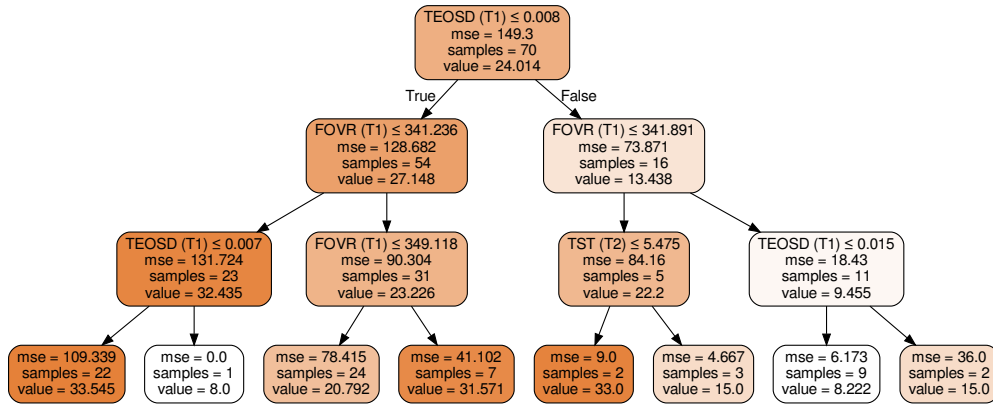 TEOSD (T1) ≤ 0.008
mse = 149.3
samples = 70
value = 24.014
True
False
FOVR (T1) ≤ 341.236
mse = 128.682
samples = 54
value = 27.148
FOVR (T1) ≤ 341.891
mse = 73.871
samples = 16
value = 13.438
TEOSD (T1) ≤ 0.007
mse = 131.724
samples = 23
value = 32.435
FOVR (T1) ≤ 349.118
mse = 90.304
samples = 31
value = 23.226
TST (T2) ≤ 5.475
mse = 84.16
samples = 5
value = 22.2
TEOSD (T1) ≤ 0.015
mse = 18.43
samples = 11
value = 9.455
mse = 109.339
samples = 22
value = 33.545
mse = 0.0
samples = 1
value = 8.0
mse = 78.415
samples = 24
value = 20.792
mse = 41.102
samples = 7
value = 31.571
mse = 9.0
samples = 2
value = 33.0
mse = 4.667
samples = 3
value = 15.0
mse = 6.173
samples = 9
value = 8.222
mse = 36.0
samples = 2
value = 15.0